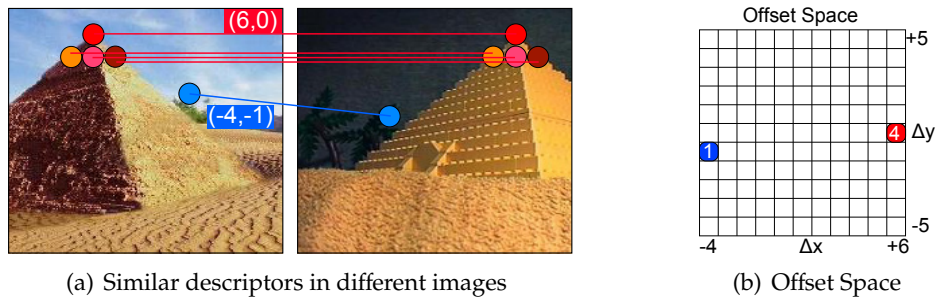 (6,0)
(-4,-1)
Offset Space
+5
4
Δy
1
-5
-4
Δx
+6
(a) Similar descriptors in different images
(b) Offset Space